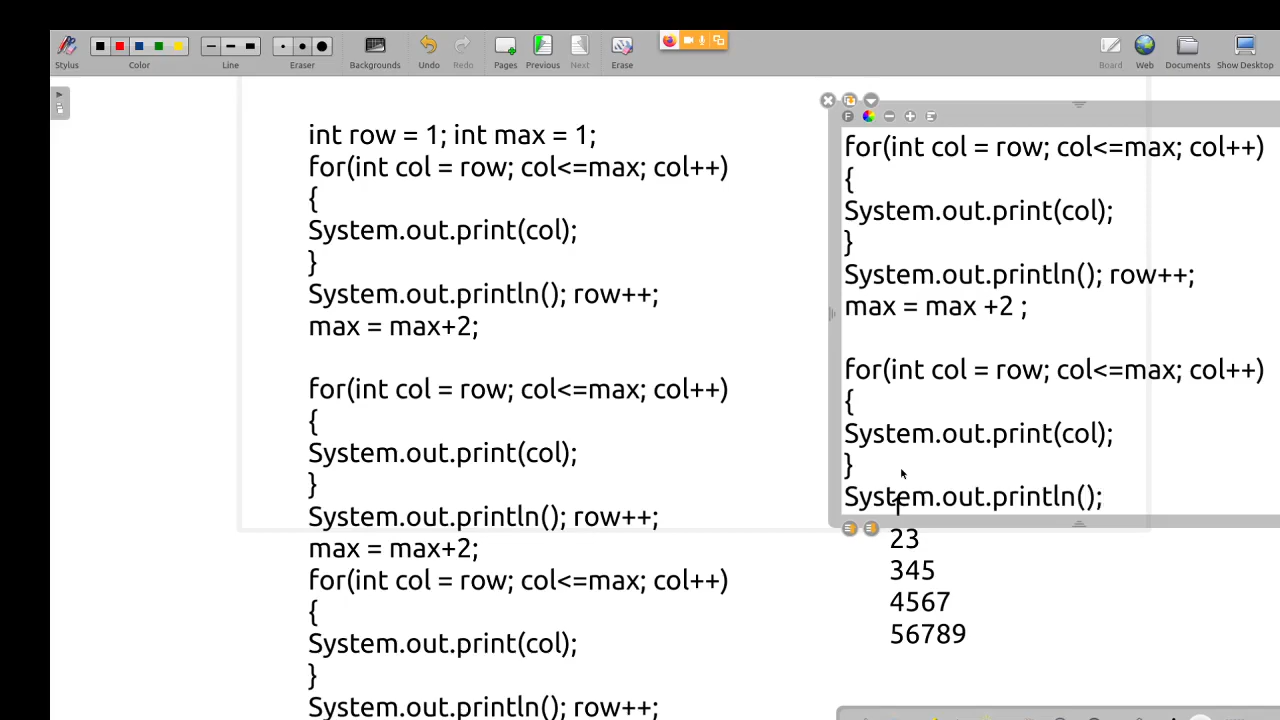 Stylus
Color
Line
Eraser
Backgrounds
Undo
Redo
Pages
Previous
Next
Erase
Board
Web
Documents
Show Desktop
int row = 1; int max = 1;
for(int col = row; col<=max; col++)
{
System.out.print(col);
}
System.out.println(); row++;
max = max+2;
for(int col = row; col<=max; col++)
{
System.out.print(col);
}
System.out.println(); row++;
max = max+2;
for(int col = row; col<=max; col++)
{
System.out.print(col);
}
System.out.println(); row++;
F
for(int col = row; col<=max; col++)
{
System.out.print(col);
}
System.out.println(); row++;
max = max +2 ;
for(int col = row; col<=max; col++)
{
System.out.print(col);
}
System.out.println();
23
345
4567
56789